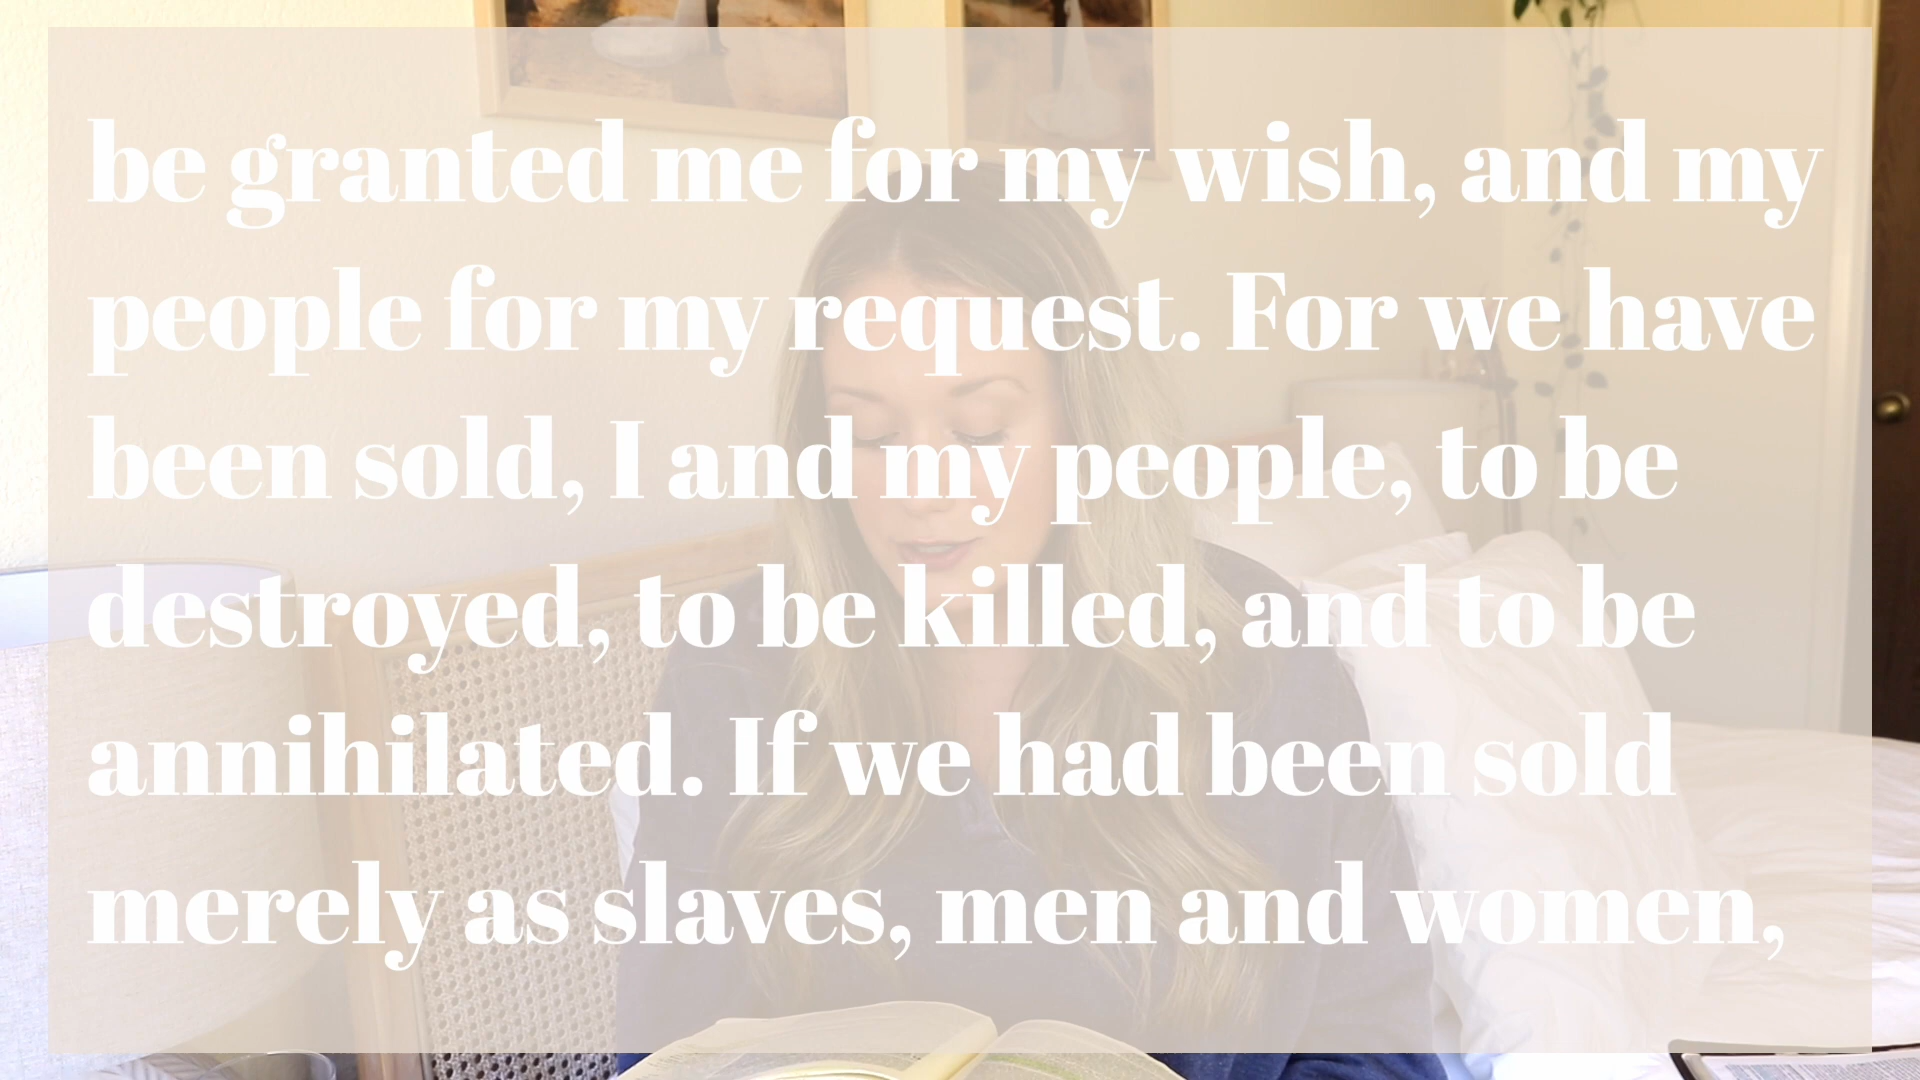 be granted me for my wish, and my
people for my request. For we have
been sold, I and my people, to be
destroyed, to be killed, and to be
annihilated. If we had been sold
merely as slaves, men and women,